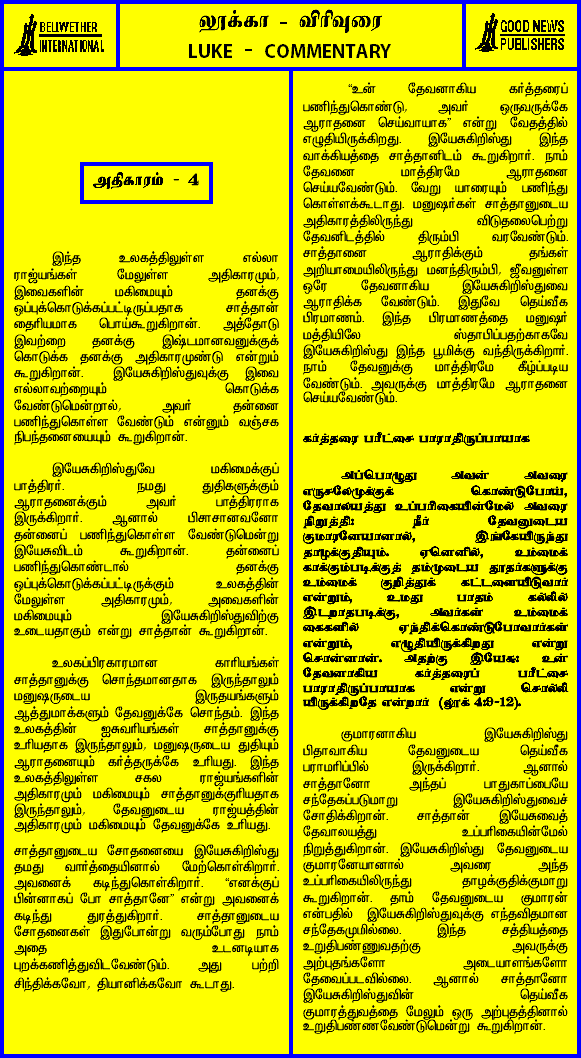 BELLWETHER
INTERNATIONAL
லூக்கா - விரிவுரை
LUKE - COMMENTARY
GOOD NEWS
PUBLISHERS
அதிகாரம் - 4
இந்த உலகத்திலுள்ள எல்லா
ராஜ்யங்கள் மேலுள்ள அதிகாரமும்,
இவைகளின் மகிமையும் தனக்கு
ஒப்புக்கொடுக்கப்பட்டிருப்பதாக சாத்தான்
தைரியமாக பொய்கூறுகிறான். அத்தோடு
இவற்றை தனக்கு இஷ்டமானவனுக்குக்
கொடுக்க தனக்கு அதிகாரமுண்டு என்றும்
கூறுகிறான். இயேசுகிறிஸ்துவுக்கு இவை
எல்லாவற்றையும் கொடுக்க
வேண்டுமென்றால், அவர் தன்னை
பணிந்துகொள்ள வேண்டும் என்னும் வஞ்சக
நிபந்தனையையும் கூறுகிறான்.
இயேசுகிறிஸ்துவே மகிமைக்குப்
பாத்திரர். நமது துதிகளுக்கும்
ஆராதனைக்கும் அவர் பாத்திரராக
இருக்கிறார். ஆனால் பிசாசானவனோ
தன்னைப் பணிந்துகொள்ள வேண்டுமென்று
இயேசுவிடம் கூறுகிறான். தன்னைப்
பணிந்துகொண்டால் தனக்கு
ஒப்புக்கொடுக்கப்பட்டிருக்கும் உலகத்தின்
மேலுள்ள அதிகாரமும், அவைகளின்
மகிமையும் இயேசுகிறிஸ்துவிற்கு
உடையதாகும் என்று சாத்தான் கூறுகிறான்.
உலகப்பிரகாரமான காரியங்கள்
சாத்தானுக்கு சொந்தமானதாக இருந்தாலும்
மனுஷருடைய இருதயங்களும்
ஆத்துமாக்களும் தேவனுக்கே சொந்தம். இந்த
உலகத்தின் ஐசுவரியங்கள் சாத்தானுக்கு
உரியதாக இருந்தாலும், மனுஷருடைய துதியும்
ஆராதனையும் கர்த்தருக்கே உரியது. இந்த
உலகத்திலுள்ள சகல ராஜ்யங்களின்
அதிகாரமும் மகிமையும் சாத்தானுக்குரியதாக
இருந்தாலும், தேவனுடைய ராஜ்யத்தின்
அதிகாரமும் மகிமையும் தேவனுக்கே உரியது.
சாத்தானுடைய சோதனையை இயேசுகிறிஸ்து
தமது வார்த்தையினால் மேற்கொள்கிறார்.
அவனைக் கடிந்துகொள்கிறார். “எனக்குப்
பின்னாகப் போ சாத்தானே” என்று அவனைக்
கடிந்து துரத்துகிறார். சாத்தானுடைய
சோதனைகள் இதுபோன்று வரும்போது நாம்
அதை உடனடியாக
புறக்கணித்துவிடவேண்டும். அது பற்றி
சிந்திக்கவோ, தியானிக்கவோ கூடாது.
“உன் தேவனாகிய கர்த்தரைப்
பணிந்துகொண்டு, அவர் ஒருவருக்கே
ஆராதனை செய்வாயாக” என்று வேதத்தில்
எழுதியிருக்கிறது. இயேசுகிறிஸ்து இந்த
வாக்கியத்தை சாத்தானிடம் கூறுகிறார். நாம்
தேவனை மாத்திரமே ஆராதனை
செய்யவேண்டும். வேறு யாரையும் பணிந்து
கொள்ளக்கூடாது. மனுஷர்கள் சாத்தானுடைய
அதிகாரத்திலிருந்து விடுதலைபெற்று
தேவனிடத்தில் திரும்பி வரவேண்டும்.
சாத்தானை ஆராதிக்கும் தங்கள்
அறியாமையிலிருந்து மனந்திரும்பி, ஜீவனுள்ள
ஒரே தேவனாகிய இயேசுகிறிஸ்துவை
ஆராதிக்க வேண்டும். இதுவே தெய்வீக
பிரமாணம். இந்த பிரமாணத்தை மனுஷர்
மத்தியிலே ஸ்தாபிப்பதற்காகவே
இயேசுகிறிஸ்து இந்த பூமிக்கு வந்திருக்கிறார்.
நாம் தேவனுக்கு மாத்திரமே கீழ்ப்படிய
வேண்டும். அவருக்கு மாத்திரமே ஆராதனை
செய்யவேண்டும்.
கர்த்தரை பரீட்சை பாராதிருப்பாயாக
அப்பொழுது அவன் அவரை
எருசலேமுக்குக் கொண்டுபோய்,
தேவாலயத்து உப்பரிகையின்மேல் அவரை
நிறுத்தி: நீர் தேவனுடைய
குமாரனேயானால், இங்கேயிருந்து
தாழக்குதியும். ஏனெனில், உம்மைக்
காக்கும்படிக்குத் தம்முடைய தூதர்களுக்கு
உம்மைக் குறித்துக் கட்டளையிடுவார்
என்றும், உமது பாதம் கல்லில்
இடறாதபடிக்கு, அவர்கள் உம்மைக்
கைகளில் ஏந்திக்கொண்டுபோவார்கள்
என்றும், எழுதியிருக்கிறது என்று
சொன்னான். அதற்கு இயேசு: உன்
தேவனாகிய கர்த்தரைப் பரீட்சை
பாராதிருப்பாயாக என்று சொல்லி
யிருக்கிறதே என்றார் (லூக் 4:9-12).
குமாரனாகிய இயேசுகிறிஸ்து
பிதாவாகிய தேவனுடைய தெய்வீக
பராமரிப்பில் இருக்கிறார். ஆனால்
சாத்தானோ அந்தப் பாதுகாப்பையே
சந்தேகப்படுமாறு இயேசுகிறிஸ்துவைச்
சோதிக்கிறான். சாத்தான் இயேசுவைத்
தேவாலயத்து உப்பரிகையின்மேல்
நிறுத்துகிறான். இயேசுகிறிஸ்து தேவனுடைய
குமாரனேயானால் அவரை அந்த
உப்பரிகையிலிருந்து தாழக்குதிக்குமாறு
கூறுகிறான். தாம் தேவனுடைய குமாரன்
என்பதில் இயேசுகிறிஸ்துவுக்கு எந்தவிதமான
சந்தேகமுமில்லை. இந்த சத்தியத்தை
உறுதிபண்ணுவதற்கு அவருக்கு
அற்புதங்களோ அடையாளங்களோ
தேவைப்படவில்லை. ஆனால் சாத்தானோ
இயேசுகிறிஸ்துவின் தெய்வீக
குமாரத்துவத்தை மேலும் ஒரு அற்புதத்தினால்
உறுதிபண்ணவேண்டுமென்று கூறுகிறான்.